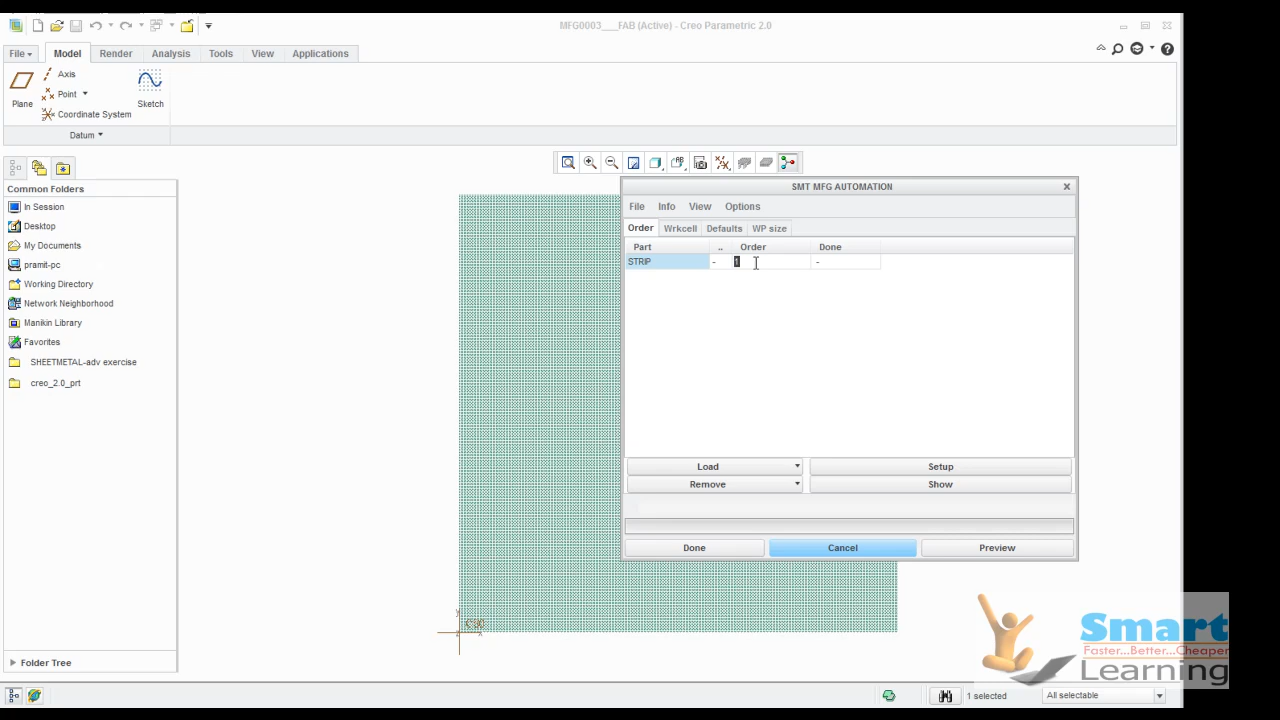 MFG0003___FAB (Active) - Creo Parametric 2.0
File Model Render Analysis Tools View Applications
Plane
Axis
Point
Coordinate System
Sketch
Datum
Common Folders
In Session
Desktop
My Documents
pramit-pc
Working Directory
Network Neighborhood
Manikin Library
Favorites
SHEETMETAL-adv exercise
creo_2.0_prt
Folder Tree
SMT MFG AUTOMATION
File Info View Options
Order Wrkcell Defaults WP size
Part .. Order Done
STRIP - 1 -
Load Setup
Remove Show
Done Cancel Preview
Smart
Faster...Better...Cheaper
Learning
1 selected All selectable